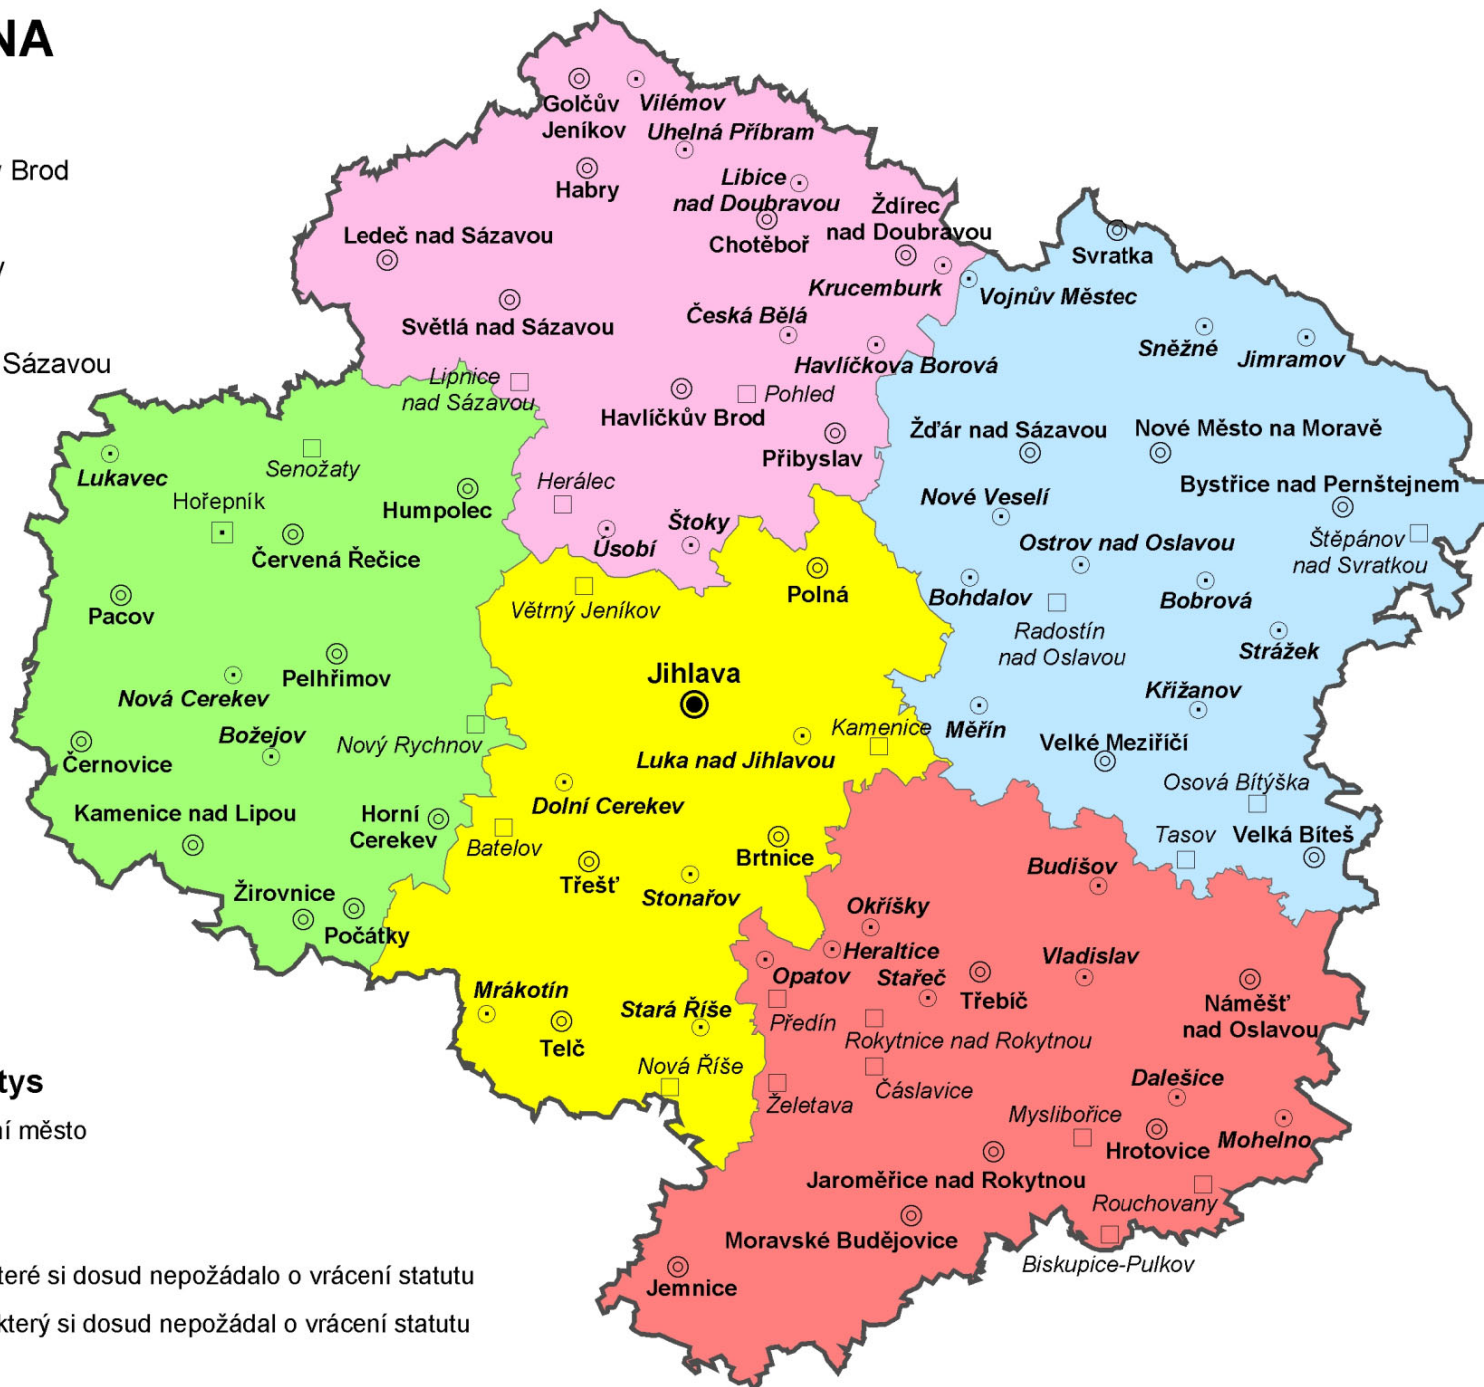 NA
Brod
Sázavou
tys
ní město
teré si dosud nepožádalo o vrácení statutu
který si dosud nepožádal o vrácení statutu
Golčův
Jeníkov
Vilémov
Uhelná Příbram
Habry
Libice
nad Doubravou
Chotěboř
Ždírec
nad Doubravou
Ledeč nad Sázavou
Krucemburk
Světlá nad Sázavou
Česká Bělá
Havlíčkova Borová
Lipnice
nad Sázavou
Havlíčkův Brod
Pohled
Přibyslav
Herálec
Úsobí
Štoky
Svratka
Vojnův Městec
Sněžné
Jimramov
Žďár nad Sázavou
Nové Město na Moravě
Bystřice nad Pernštejnem
Nové Veselí
Ostrov nad Oslavou
Štěpánov
nad Svratkou
Bohdalov
Bobrová
Radostín
nad Oslavou
Strážek
Křižanov
Měřín
Velké Meziříčí
Osová Bítýška
Tasov
Velká Bíteš
Lukavec
Senožaty
Hořepník
Humpolec
Červená Řečice
Pacov
Pelhřimov
Nová Cerekev
Božejov
Nový Rychnov
Černovice
Kamenice nad Lipou
Horní
Cerekev
Žirovnice
Počátky
Větrný Jeníkov
Polná
Jihlava
Kamenice
Luka nad Jihlavou
Dolní Cerekev
Batelov
Třešť
Brtnice
Stonařov
Mrákotín
Telč
Stará Říše
Nová Říše
Budišov
Okříšky
Heraltice
Opatov
Stařeč
Třebíč
Vladislav
Náměšť
nad Oslavou
Předín
Rokytnice nad Rokytnou
Čáslavice
Želetava
Dalešice
Myslibořice
Hrotovice
Mohelno
Jaroměřice nad Rokytnou
Rouchovany
Moravské Budějovice
Biskupice-Pulkov
Jemnice